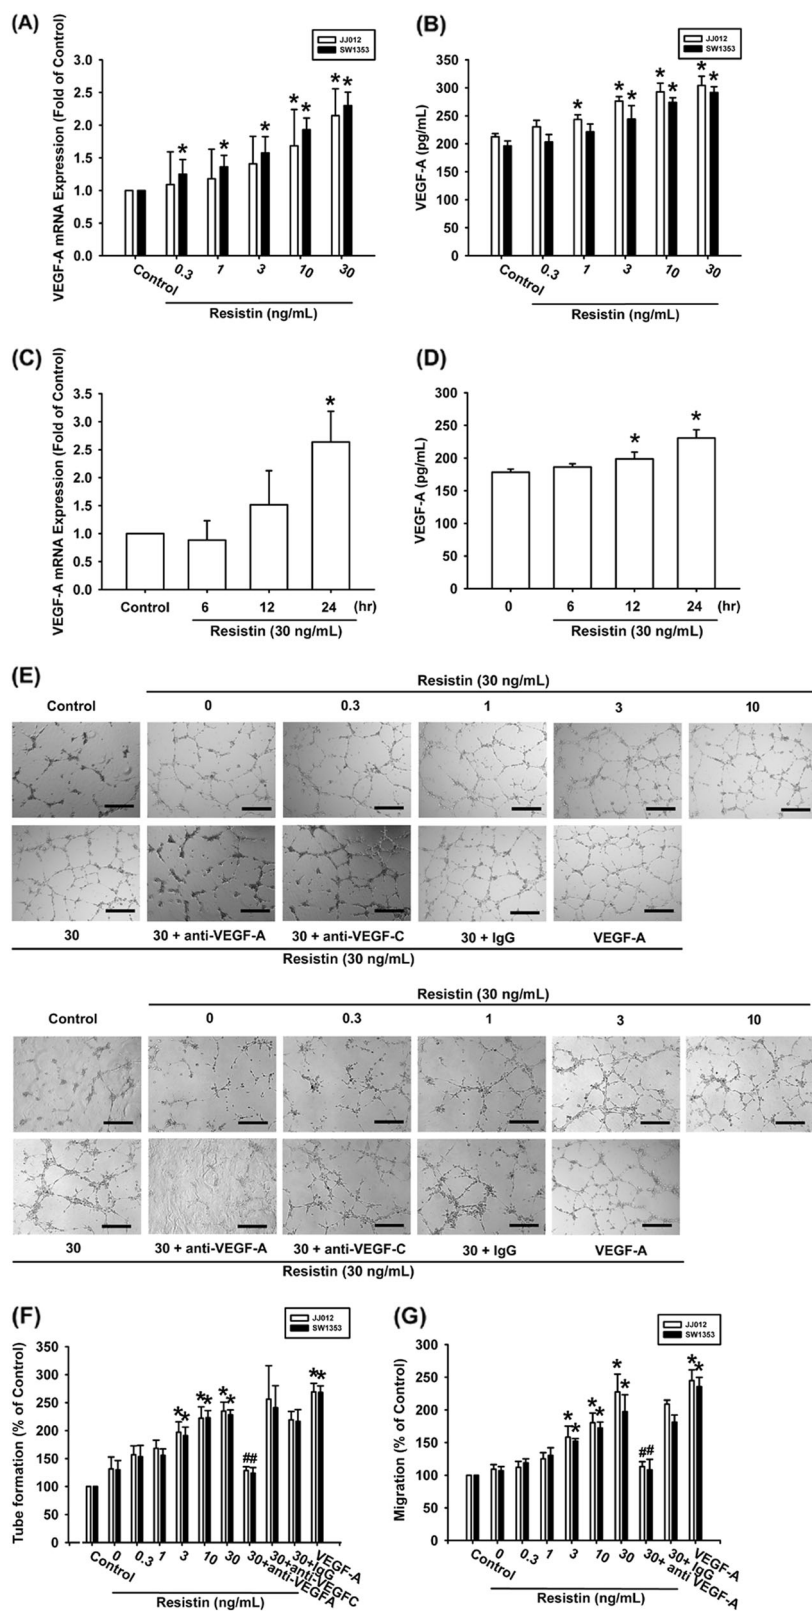 (A)
JJ012
SW1353
VEGF-A mRNA Expression (Fold of Control)
3.0
2.5
2.0
1.5
1.0
0.5
0.0
* * * * * * *
Control 0.3 1 3 10 30
Resistin (ng/mL)
(B)
JJ012
SW1353
VEGF-A
(pg/mL)
350
300
250
200
150
100
50
0
* * * * * * *
Control 0.3 1 3 10 30
Resistin (ng/mL)
(C)
VEGF-A mRNA Expression (Fold of Control)
3.5
3.0
2.5
2.0
1.5
1.0
0.5
0.0
*
Control 6 12 24 (hr)
Resistin (30 ng/mL)
(D)
VEGF-A
(pg/mL)
300
250
200
150
100
50
0
* *
0 6 12 24 (hr)
Resistin (30 ng/mL)
(E)
Resistin (30 ng/mL)
Control 0 0.3 1 3 10
30 30 + anti-VEGF-A 30 + anti-VEGF-C 30 + IgG VEGF-A
Resistin (30 ng/mL)
Resistin (30 ng/mL)
Control 0 0.3 1 3 10
30 30 + anti-VEGF-A 30 + anti-VEGF-C 30 + IgG VEGF-A
Resistin (30 ng/mL)
(F)
JJ012
SW1353
Tube formation (% of Control)
350
300
250
200
150
100
50
0
* * * * * * ## * *
Control 0 0.3 1 3 10 30 30+anti-VEGFA 30+anti-VEGFC 30+IgG VEGF-A
Resistin (ng/mL)
(G)
JJ012
SW1353
Migration (% of Control)
300
250
200
150
100
50
0
* * * * * * # # * *
Control 0 0.3 1 3 10 30 30+anti VEGF-A 30+ IgG VEGF-A
Resistin (ng/mL)